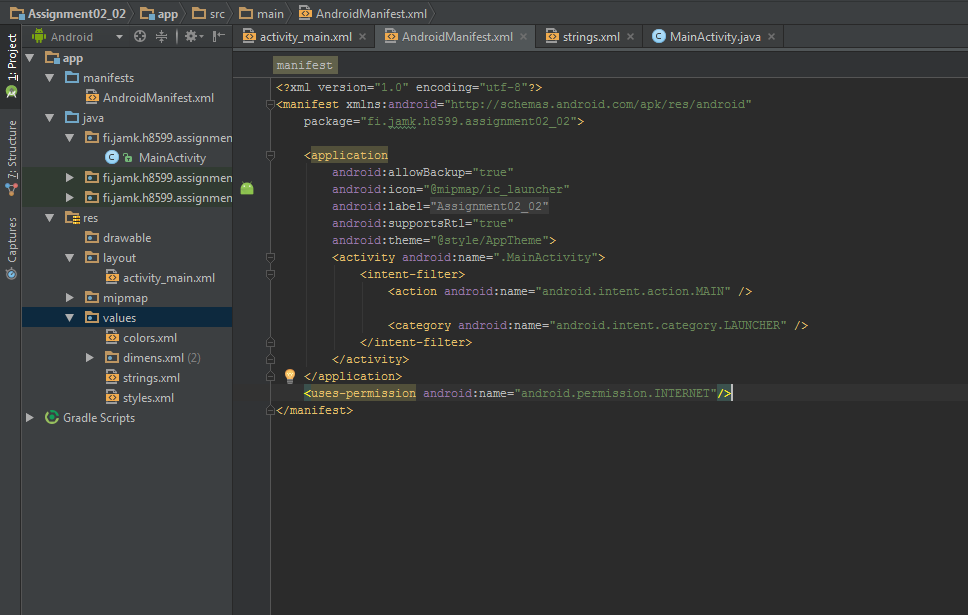 Assignment02_02 app src main AndroidManifest.xml
Android activity_main.xml AndroidManifest.xml strings.xml MainActivity.java
1: Project
7: Structure
Captures
app
manifests
AndroidManifest.xml
java
fi.jamk.h8599.assignmen
MainActivity
fi.jamk.h8599.assignmen
fi.jamk.h8599.assignmen
res
drawable
layout
activity_main.xml
mipmap
values
colors.xml
dimens.xml (2)
strings.xml
styles.xml
Gradle Scripts
manifest
<?xml version="1.0" encoding="utf-8"?>
<manifest xmlns:android="http://schemas.android.com/apk/res/android"
package="fi.jamk.h8599.assignment02_02">
<application
android:allowBackup="true"
android:icon="@mipmap/ic_launcher"
android:label="Assignment02_02"
android:supportsRtl="true"
android:theme="@style/AppTheme">
<activity android:name=".MainActivity">
<intent-filter>
<action android:name="android.intent.action.MAIN" />
<category android:name="android.intent.category.LAUNCHER" />
</intent-filter>
</activity>
</application>
<uses-permission android:name="android.permission.INTERNET"/>
</manifest>